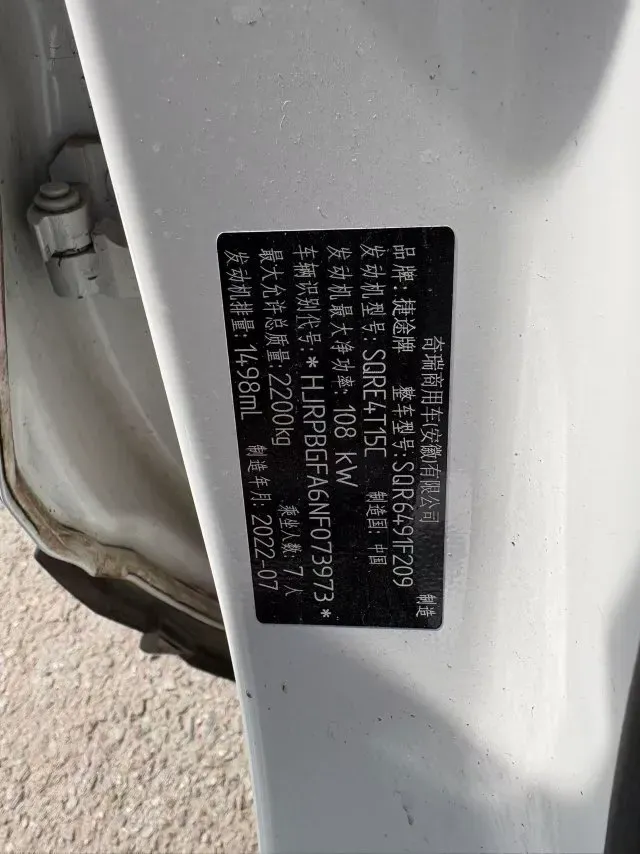 奇瑞商用车(安徽)有限公司 制造
品牌:捷途牌 整车型号:SQR6491F209
发动机型号:SQRE4T15C 制造国:中国
发动机最大净功率:108 kW
车辆识别代号:*HJRPBGFA6NF073973*
最大允许总质量:2200kg 乘坐人数:7人
发动机排量:1498mL 制造年月:2022-07